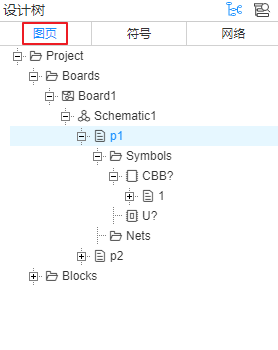 设计树
图页 符号 网络
Project
Boards
Board1
Schematic1
p1
Symbols
CBB?
1
U?
Nets
p2
Blocks